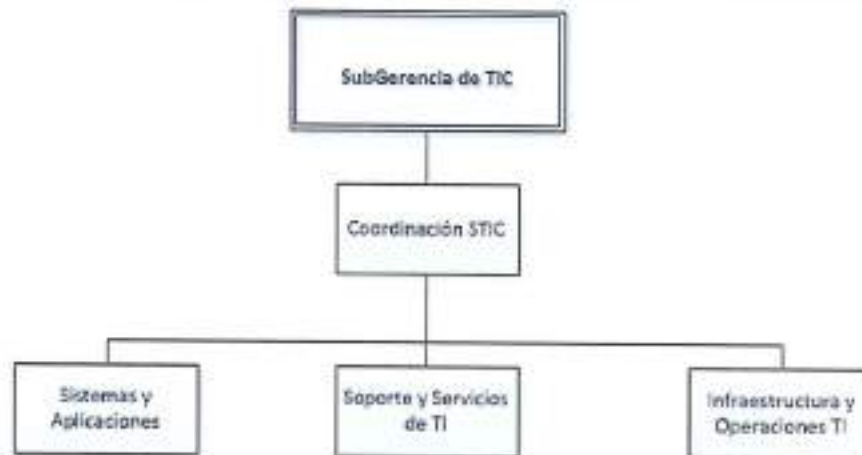 SubGerencia de TIC
Coordinación STIC
Sistemas y
Aplicaciones
Soporte y Servicios
de TI
Infraestructura y
Operaciones TI